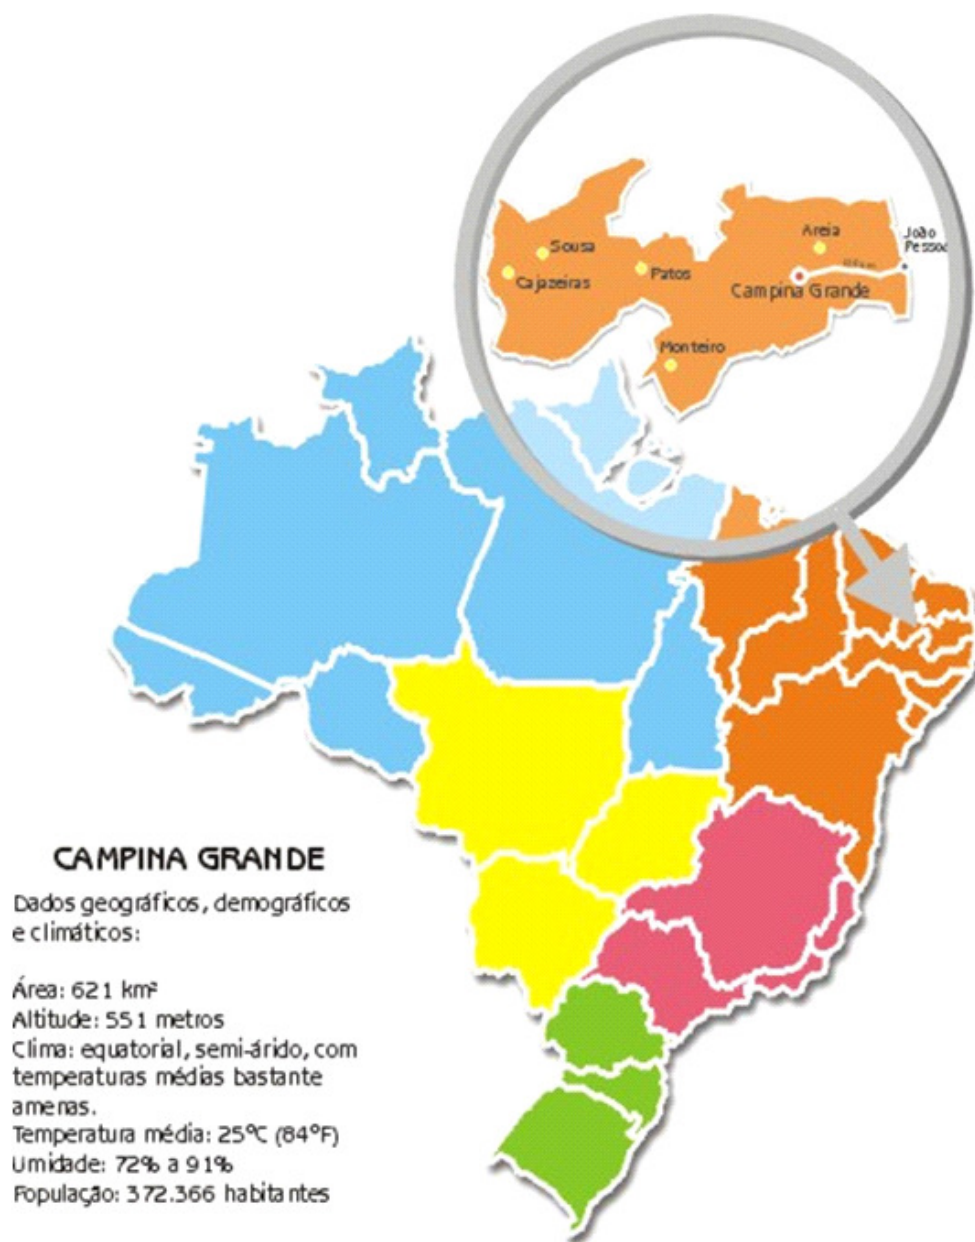 João
Pessoa
Areia
Sousa
Patos
Cajazeiras
Campina Grande
Monteiro
CAMPINA GRANDE
Dados geográficos, demográficos
e climáticos:
Área: 621 km²
Altitude: 551 metros
Clima: equatorial, semi-árido, com
temperaturas médias bastante
amenas.
Temperatura média: 25°C (84°F)
Umidade: 72% a 91%
População: 372.366 habitantes